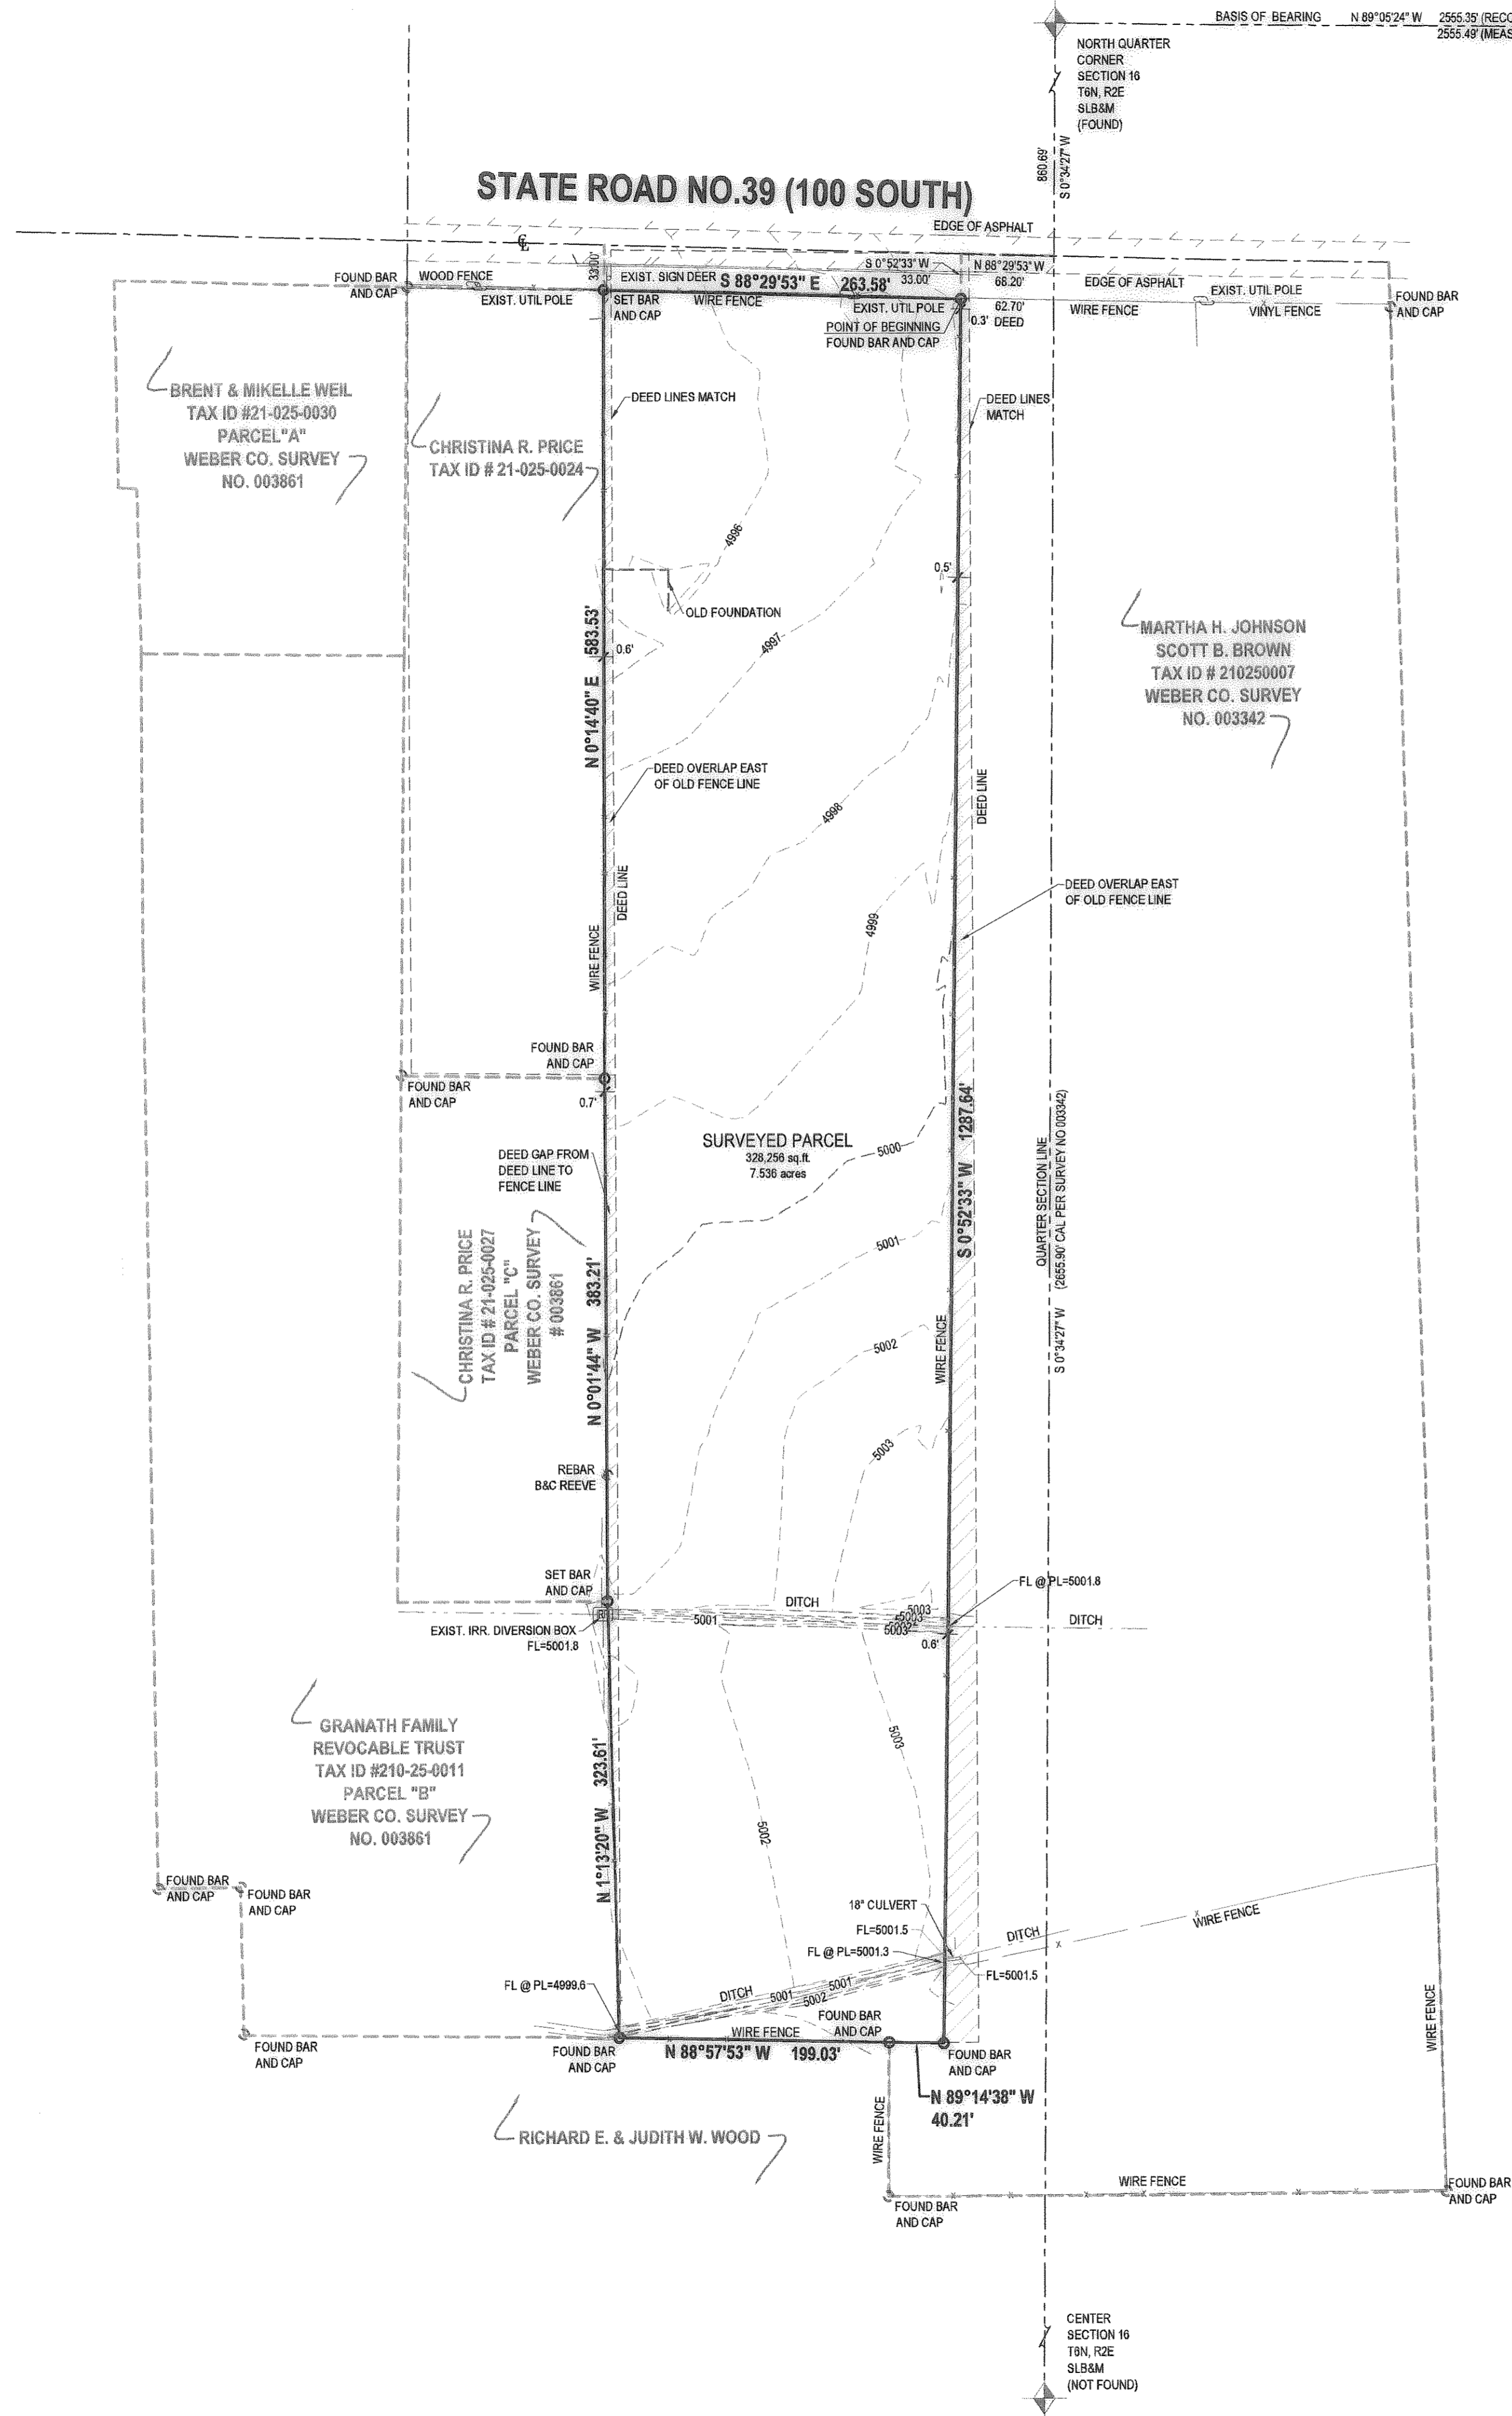 BASIS OF BEARING N 89°05'24" W 2555.35' (RECO
2555.49' (MEAS
NORTH QUARTER
CORNER
SECTION 16
T6N, R2E
SLB&M
(FOUND)
860.69'
S 0°34'27" W
STATE ROAD NO.39 (100 SOUTH)
EDGE OF ASPHALT
℄
33.00'
S 0°52'33" W
N 88°29'53" W
FOUND BAR
AND CAP
WOOD FENCE
EXIST. UTIL POLE
EXIST. SIGN DEER
S 88°29'53" E 263.58'
33.00'
68.20'
EDGE OF ASPHALT
EXIST. UTIL POLE
FOUND BAR
AND CAP
SET BAR
AND CAP
WIRE FENCE
EXIST. UTIL POLE
62.70'
0.3' DEED
WIRE FENCE
VINYL FENCE
POINT OF BEGINNING
FOUND BAR AND CAP
BRENT & MIKELLE WEIL
TAX ID #21-025-0030
PARCEL"A"
WEBER CO. SURVEY
NO. 003861
CHRISTINA R. PRICE
TAX ID # 21-025-0024
DEED LINES MATCH
DEED LINES
MATCH
4996
0.5'
OLD FOUNDATION
4997
N 0°14'40" E 583.53'
0.6'
MARTHA H. JOHNSON
SCOTT B. BROWN
TAX ID # 210250007
WEBER CO. SURVEY
NO. 003342
DEED OVERLAP EAST
OF OLD FENCE LINE
4998
DEED LINE
DEED LINE
DEED OVERLAP EAST
OF OLD FENCE LINE
4999
WIRE FENCE
FOUND BAR
AND CAP
FOUND BAR
AND CAP
0.7'
SURVEYED PARCEL
328,256 sq.ft.
7.536 acres
5000
DEED GAP FROM
DEED LINE TO
FENCE LINE
S 0°52'33" W 1287.64'
QUARTER SECTION LINE
S 0°34'27" W (2655.90' CAL PER SURVEY NO 003342)
CHRISTINA R. PRICE
TAX ID # 21-025-0027
PARCEL "C"
WEBER CO. SURVEY
# 003861
N 0°01'44" W 383.21'
5001
5002
WIRE FENCE
5003
REBAR
B&C REEVE
SET BAR
AND CAP
FL @ PL=5001.8
DITCH
5003
5003
5002
5003
5001
DITCH
EXIST. IRR. DIVERSION BOX
FL=5001.8
0.6'
GRANATH FAMILY
REVOCABLE TRUST
TAX ID #210-25-0011
PARCEL "B"
WEBER CO. SURVEY
NO. 003861
N 1°13'20" W 323.61'
5003
5002
FOUND BAR
AND CAP
FOUND BAR
AND CAP
18" CULVERT
FL=5001.5
FL @ PL=5001.3
DITCH
WIRE FENCE
FL=5001.5
FL @ PL=4999.6
DITCH
5001
5001
5002
WIRE FENCE
WIRE FENCE
FOUND BAR
AND CAP
FOUND BAR
AND CAP
FOUND BAR
AND CAP
N 88°57'53" W 199.03'
FOUND BAR
AND CAP
N 89°14'38" W
40.21'
RICHARD E. & JUDITH W. WOOD
WIRE FENCE
WIRE FENCE
FOUND BAR
AND CAP
FOUND BAR
AND CAP
CENTER
SECTION 16
T6N, R2E
SLB&M
(NOT FOUND)